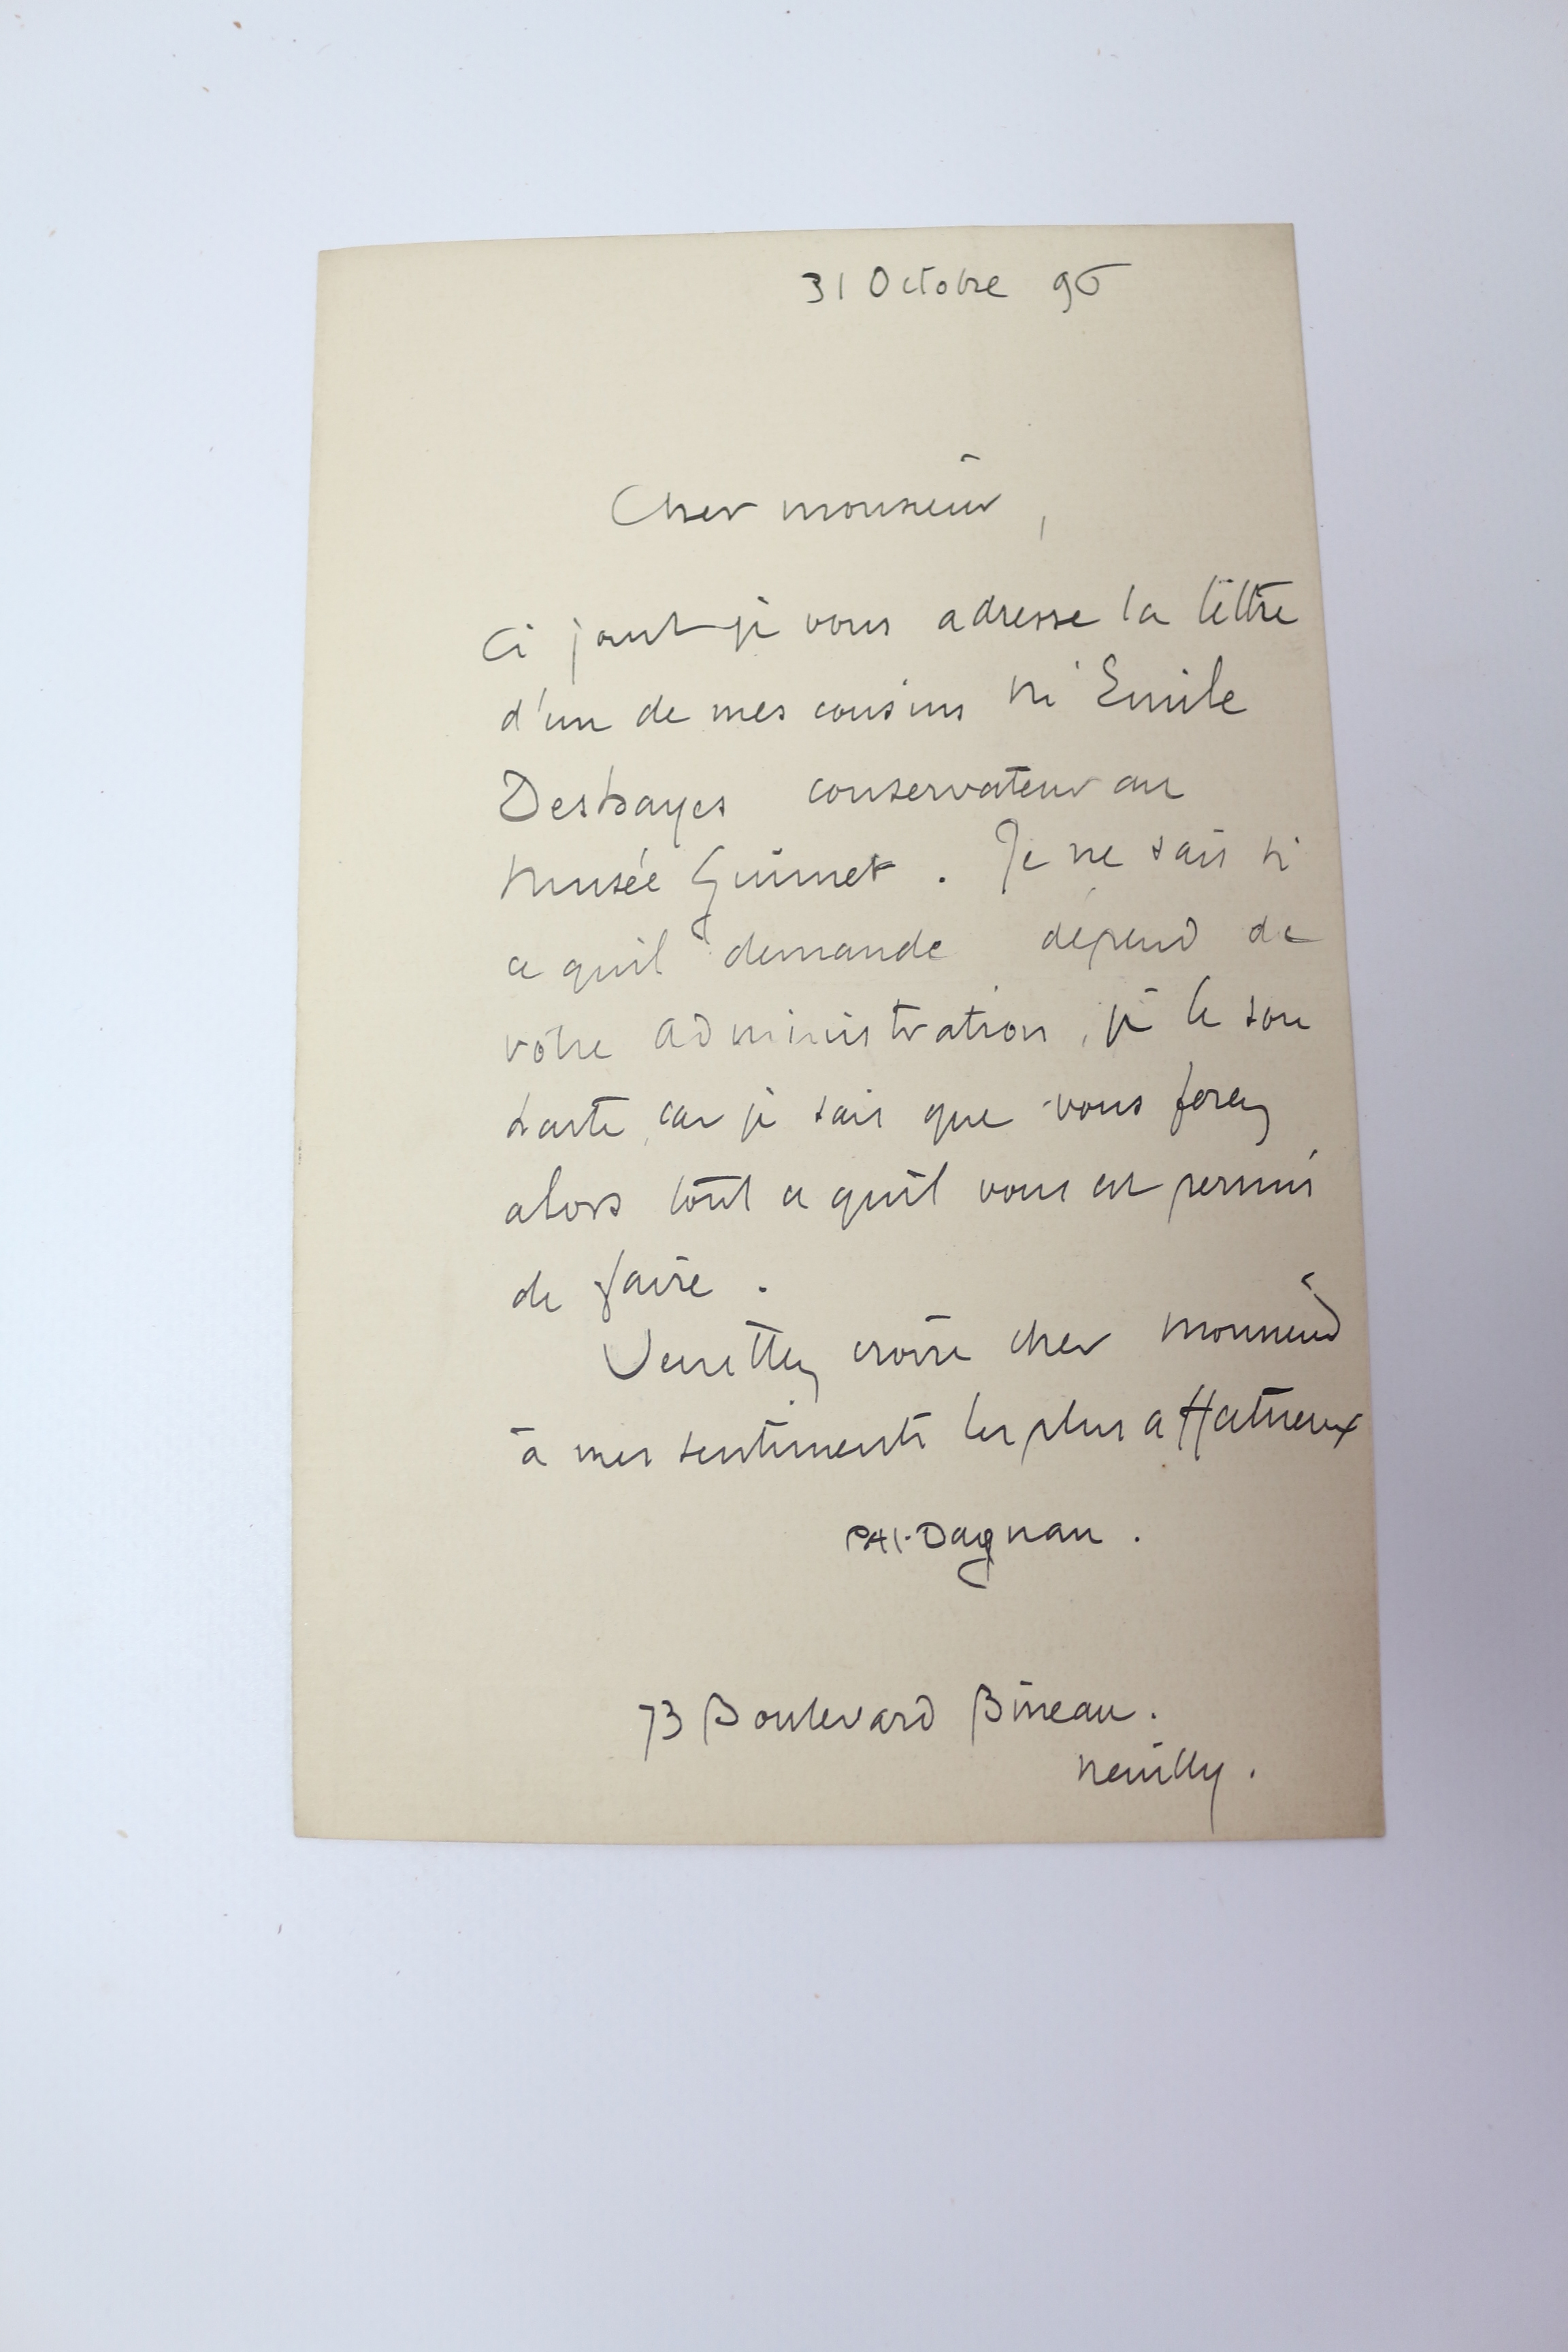 31 Octobre 96
Cher monsieur,
Ci joint je vous adresse la lettre
d'un de mes cousins Mr Emile
Deshayes conservateur au
Musée Guimet. Je ne sais si
ce qu'il demande dépend de
votre administration, je le sou
haite, car je sais que vous ferez
alors tout ce qu'il vous est permis
de faire.
Veuillez croire cher monsieur
à mes sentiments les plus affectueux
PAJ-Dagnan.
73 Boulevard Bineau.
Neuilly.